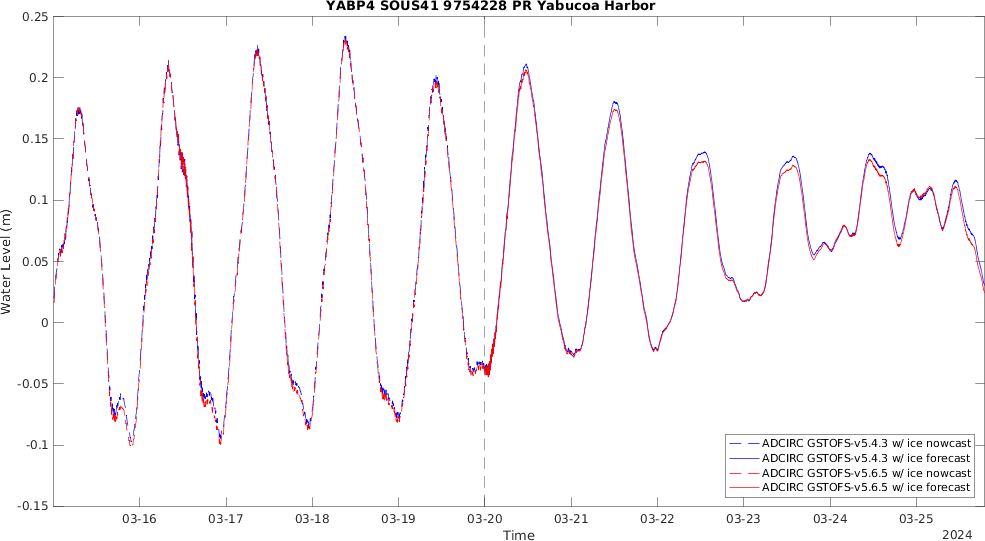 YABP4 SOUS41 9754228 PR Yabucoa Harbor
0.25
0.2
0.15
0.1
0.05
0
-0.05
-0.1
-0.15
Water Level (m)
03-16 03-17 03-18 03-19 03-20 03-21 03-22 03-23 03-24 03-25
Time
2024
ADCIRC GSTOFS-v5.4.3 w/ ice nowcast
ADCIRC GSTOFS-v5.4.3 w/ ice forecast
ADCIRC GSTOFS-v5.6.5 w/ ice nowcast
ADCIRC GSTOFS-v5.6.5 w/ ice forecast